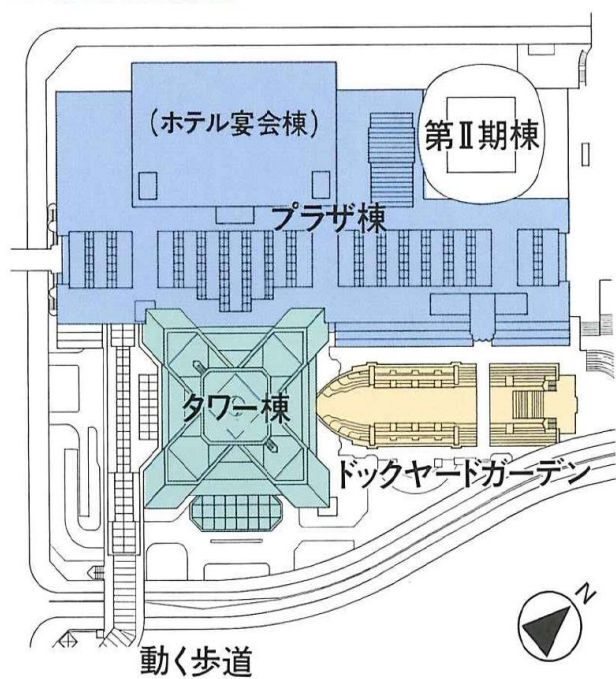 (ホテル宴会棟)
第Ⅱ期棟
プラザ棟
タワー棟
ドックヤードガーデン
N
動く歩道